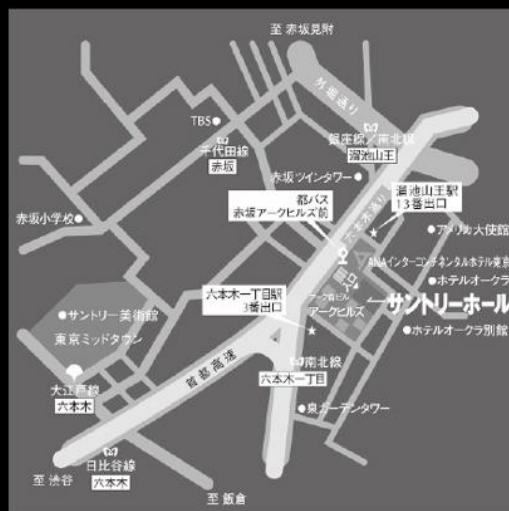 至 赤坂見附
外堀通り
TBS
千代田線
赤坂
銀座線/南北線
溜池山王
赤坂ツインタワー
溜池山王駅
13番出口
都バス
赤坂アークヒルズ前
六本木通り
赤坂小学校
アメリカ大使館
ANAインターコンチネンタルホテル東京
ホテルオークラ
入口
六本木一丁目駅
3番出口
アーク森ビル
アークヒルズ
サントリーホール
サントリー美術館
東京ミッドタウン
ホテルオークラ別館
首都高速
南北線
六本木一丁目
大江戸線
六本木
泉ガーデンタワー
日比谷線
六本木
至 渋谷
至 飯倉